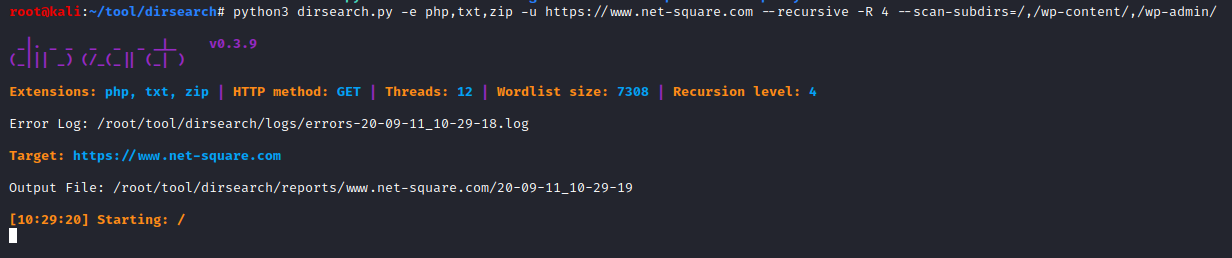 root@kali:~/tool/dirsearch# python3 dirsearch.py -e php,txt,zip -u https://www.net-square.com --recursive -R 4 --scan-subdirs=/,/wp-content/,/wp-admin/
 _|. _ _  _  _  _ _|_    v0.3.9
(_||| _) (/_(_|| (_| )
Extensions: php, txt, zip | HTTP method: GET | Threads: 12 | Wordlist size: 7308 | Recursion level: 4
Error Log: /root/tool/dirsearch/logs/errors-20-09-11_10-29-18.log
Target: https://www.net-square.com
Output File: /root/tool/dirsearch/reports/www.net-square.com/20-09-11_10-29-19
[10:29:20] Starting: /